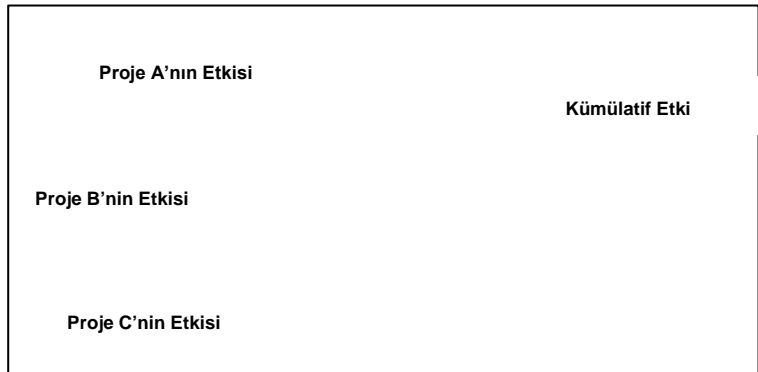 Proje A’nın Etkisi
Kümülatif Etki
Proje B’nin Etkisi
Proje C’nin Etkisi